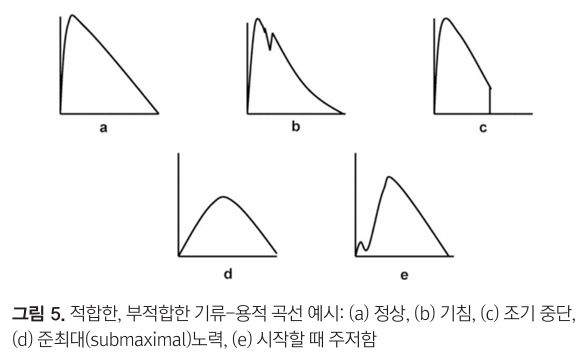 a
b
c
d
e
그림 5. 적합한, 부적합한 기류–용적 곡선 예시: (a) 정상, (b) 기침, (c) 조기 중단,
(d) 준최대(submaximal)노력, (e) 시작할 때 주저함